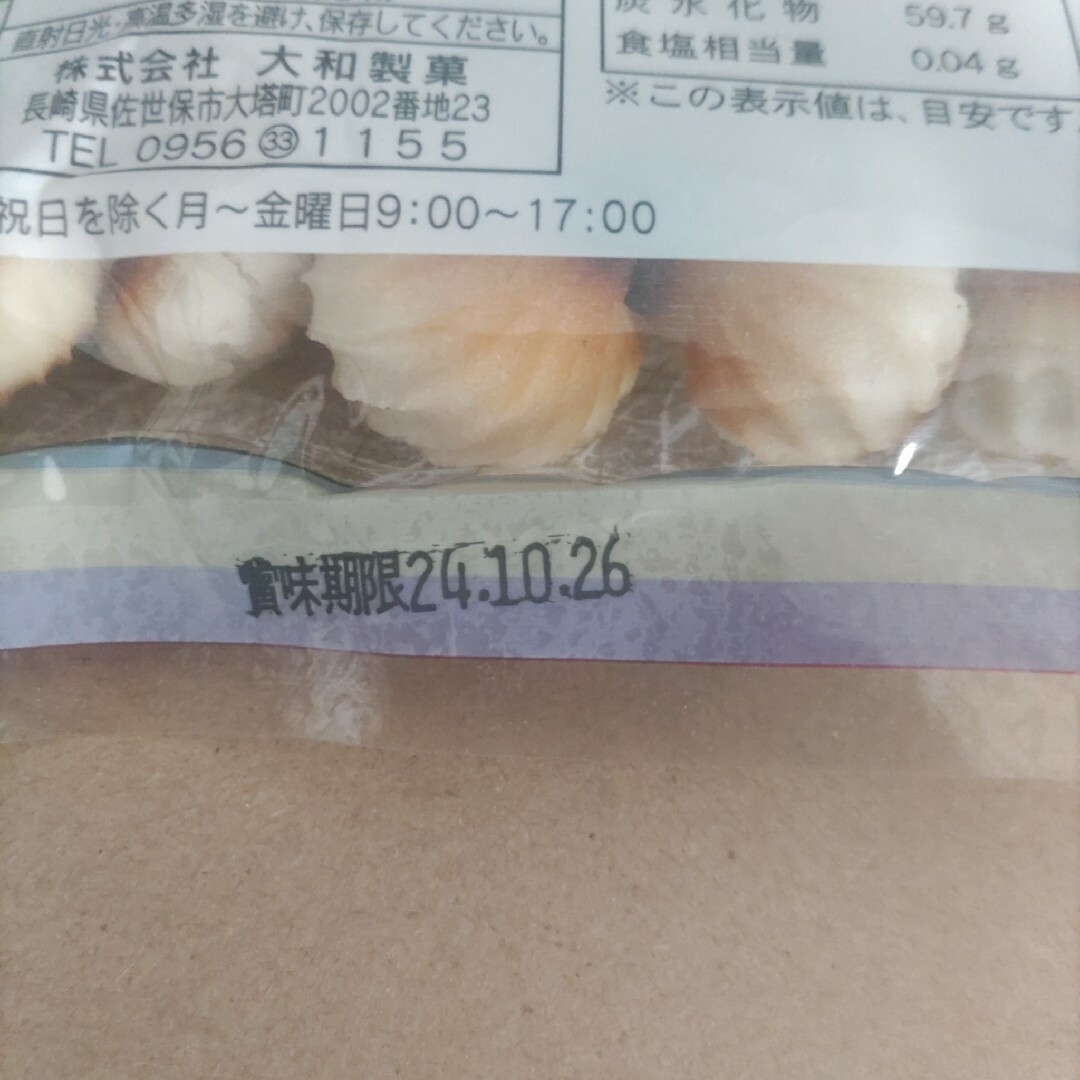 直射日光、高温多湿を避け、保存してください。
株式会社 大和製菓
長崎県佐世保市大塔町2002番地23
TEL 0956㉝1155
祝日を除く月～金曜日9:00～17:00
炭水化物 59.7g
食塩相当量 0.04g
※この表示値は、目安です
賞味期限24.10.26